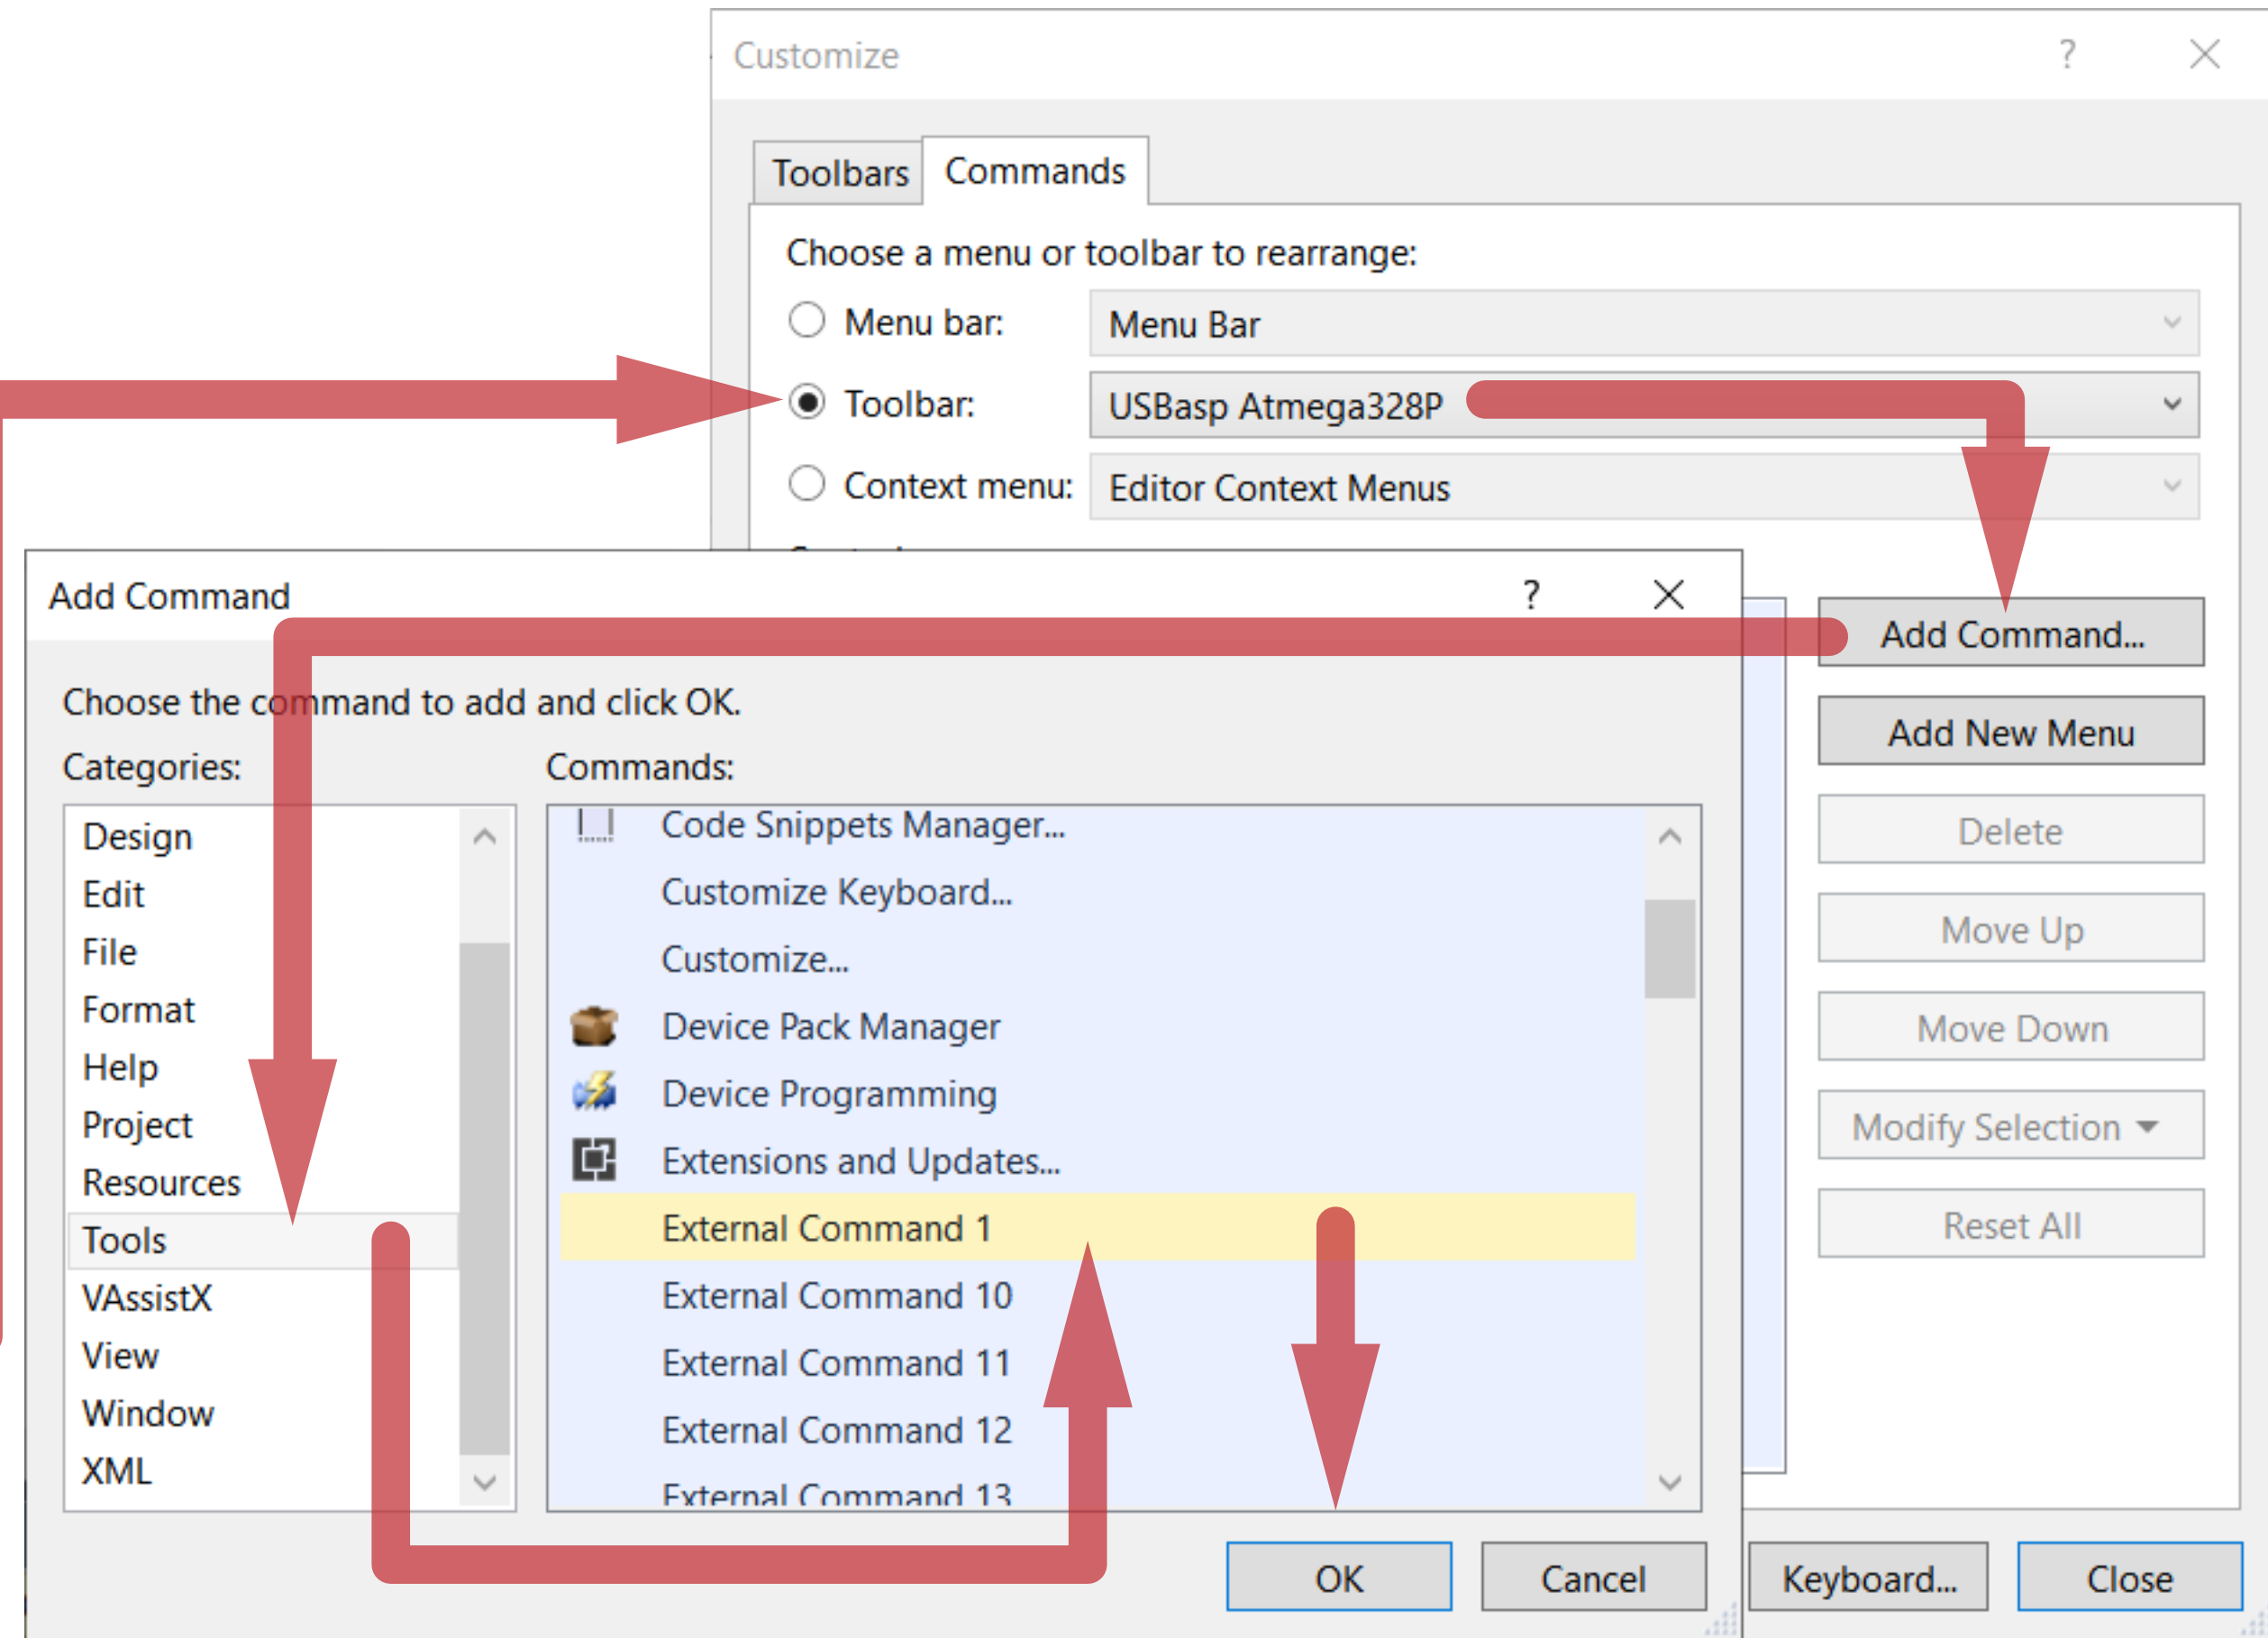 Customize
?
Toolbars
Commands
Choose a menu or toolbar to rearrange:
Menu bar:
Menu Bar
Toolbar:
USBasp Atmega328P
Context menu:
Editor Context Menus
Add Command...
Add New Menu
Delete
Move Up
Move Down
Modify Selection
Reset All
Keyboard...
Close
Add Command
?
Choose the command to add and click OK.
Categories:
Design
Edit
File
Format
Help
Project
Resources
Tools
VAssistX
View
Window
XML
Commands:
Code Snippets Manager...
Customize Keyboard...
Customize...
Device Pack Manager
Device Programming
Extensions and Updates...
External Command 1
External Command 10
External Command 11
External Command 12
External Command 13
OK
Cancel